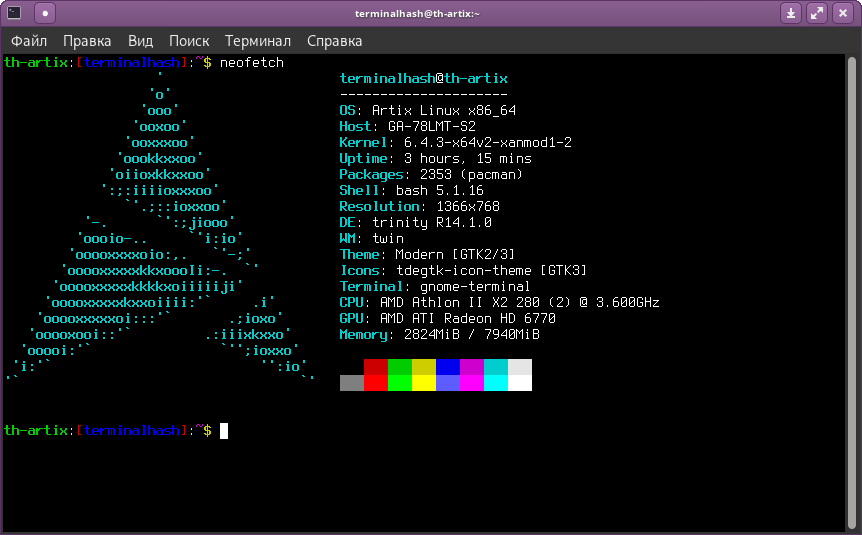 terminalhash@th-artix:~
Файл Правка Вид Поиск Терминал Справка
th-artix:[terminalhash]:~$ neofetch
' terminalhash@th-artix
'o' ---------------------
'ooo' OS: Artix Linux x86_64
'ooxoo' Host: GA-78LMT-S2
'ooxxxoo' Kernel: 6.4.3-x64v2-xanmod1-2
'oookkxxoo' Uptime: 3 hours, 15 mins
'oiioxkkxxoo' Packages: 2353 (pacman)
':;:iiiioxxxoo' Shell: bash 5.1.16
`'.;::ioxxoo' Resolution: 1366x768
'-. `':;jiooo' DE: trinity R14.1.0
'oooio-.. `'i:io' WM: twin
'ooooxxxxoio:,. `'-;' Theme: Modern [GTK2/3]
'ooooxxxxxkkxoooIi:-. `' Icons: tdegtk-icon-theme [GTK3]
'ooooxxxxxkkkkxoiiiiiji' Terminal: gnome-terminal
'ooooxxxxxkxxoiiii:'` .i' CPU: AMD Athlon II X2 280 (2) @ 3.600GHz
'ooooxxxxxoi:::'` .;ioxo' GPU: AMD ATI Radeon HD 6770
'ooooxooi::'` .:iiixkxxo' Memory: 2824MiB / 7940MiB
'ooooi:'` `'';ioxxo'
'i:'` '':io'
'` `'
th-artix:[terminalhash]:~$